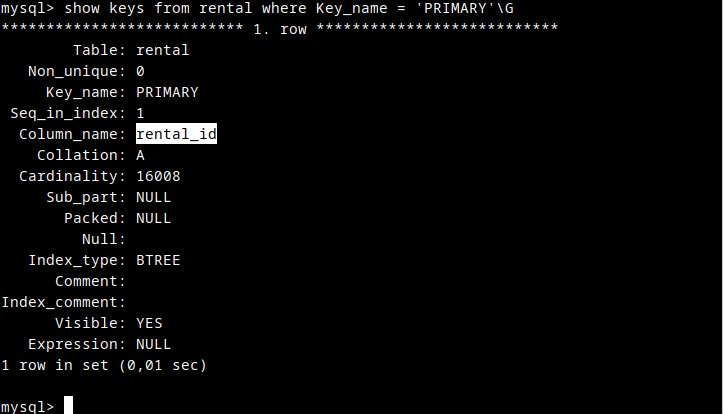 mysql> show keys from rental where Key_name = 'PRIMARY'\G
*************************** 1. row ***************************
        Table: rental
   Non_unique: 0
     Key_name: PRIMARY
 Seq_in_index: 1
  Column_name: rental_id
    Collation: A
  Cardinality: 16008
     Sub_part: NULL
       Packed: NULL
         Null:
   Index_type: BTREE
      Comment:
Index_comment:
      Visible: YES
   Expression: NULL
1 row in set (0,01 sec)
mysql>